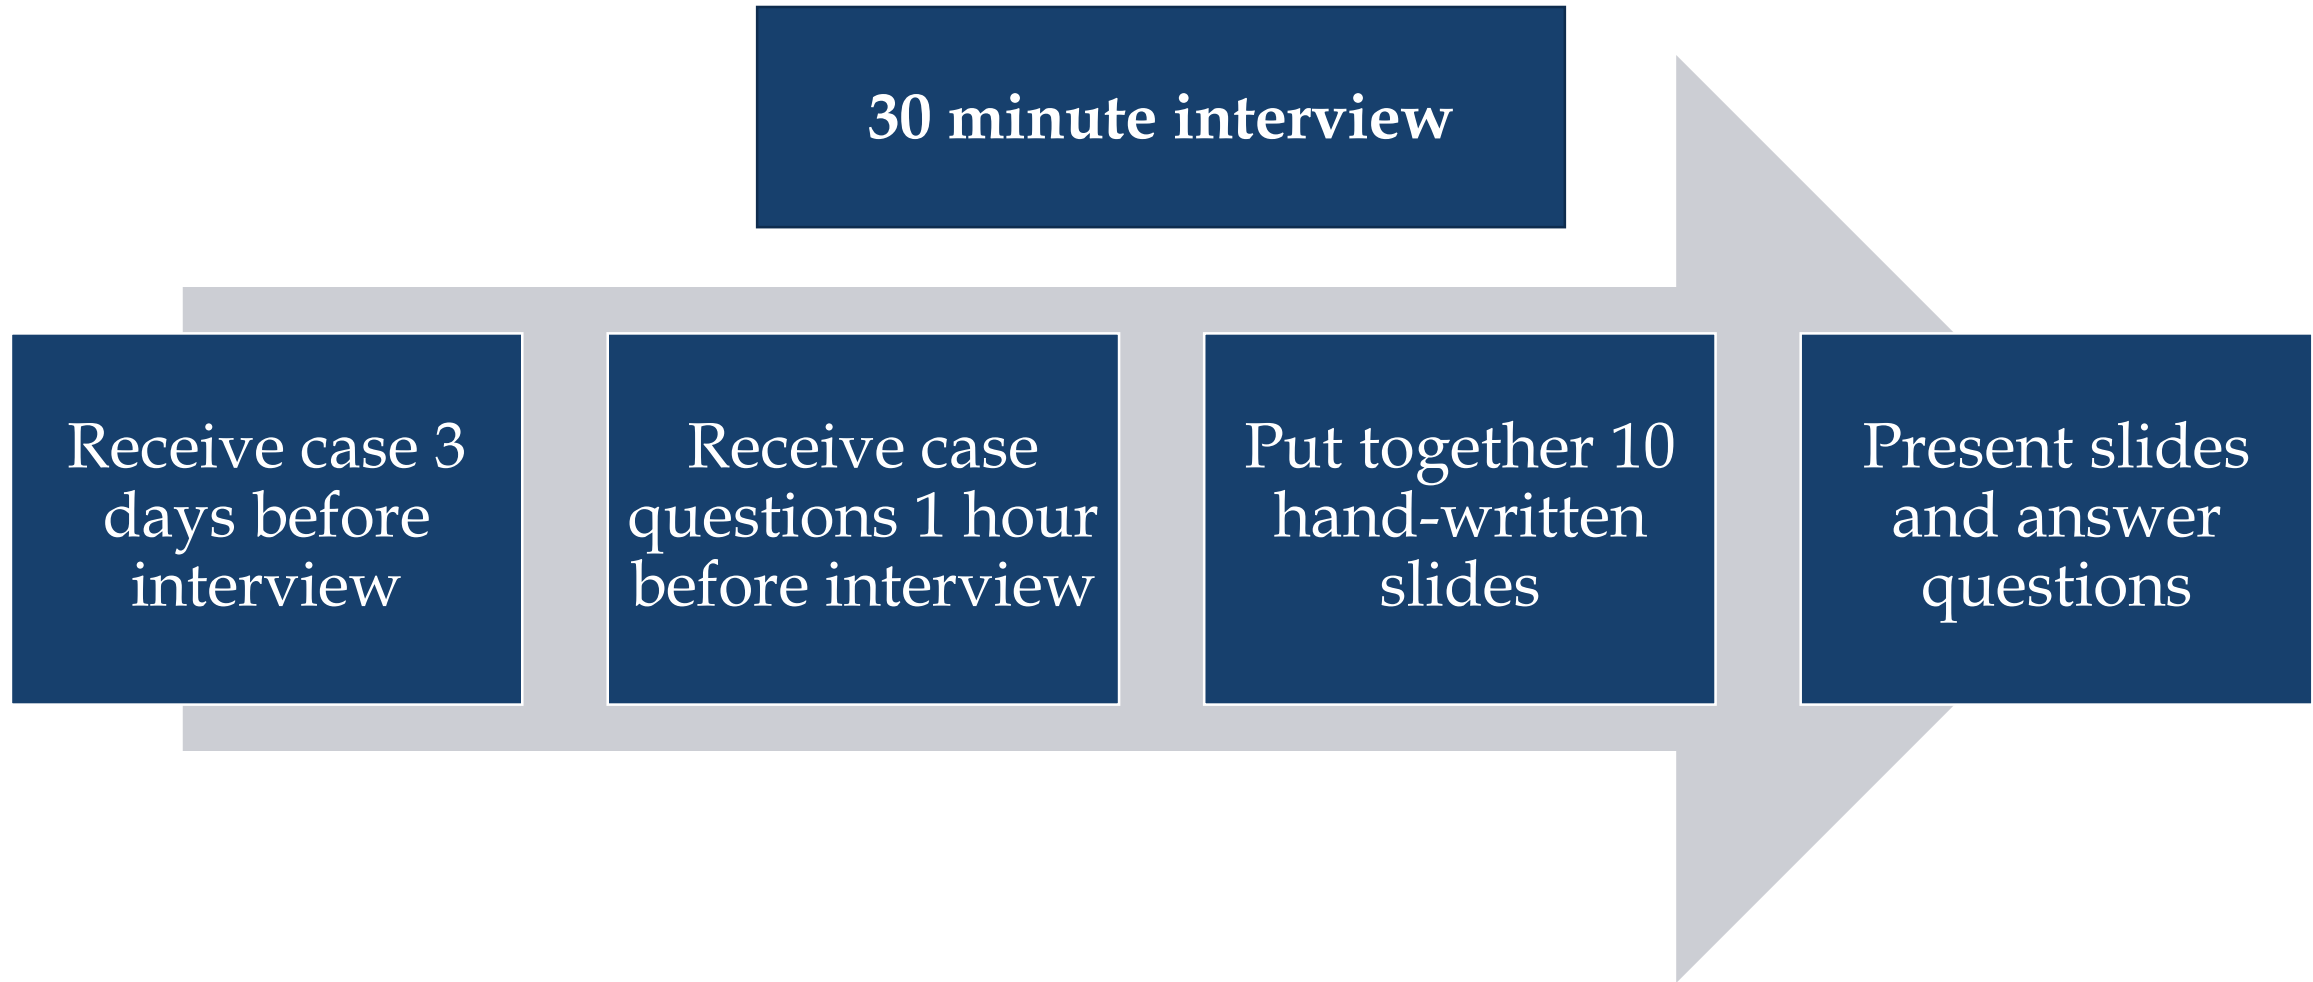 30 minute interview
Receive case 3
days before
interview
Receive case
questions 1 hour
before interview
Put together 10
hand-written
slides
Present slides
and answer
questions